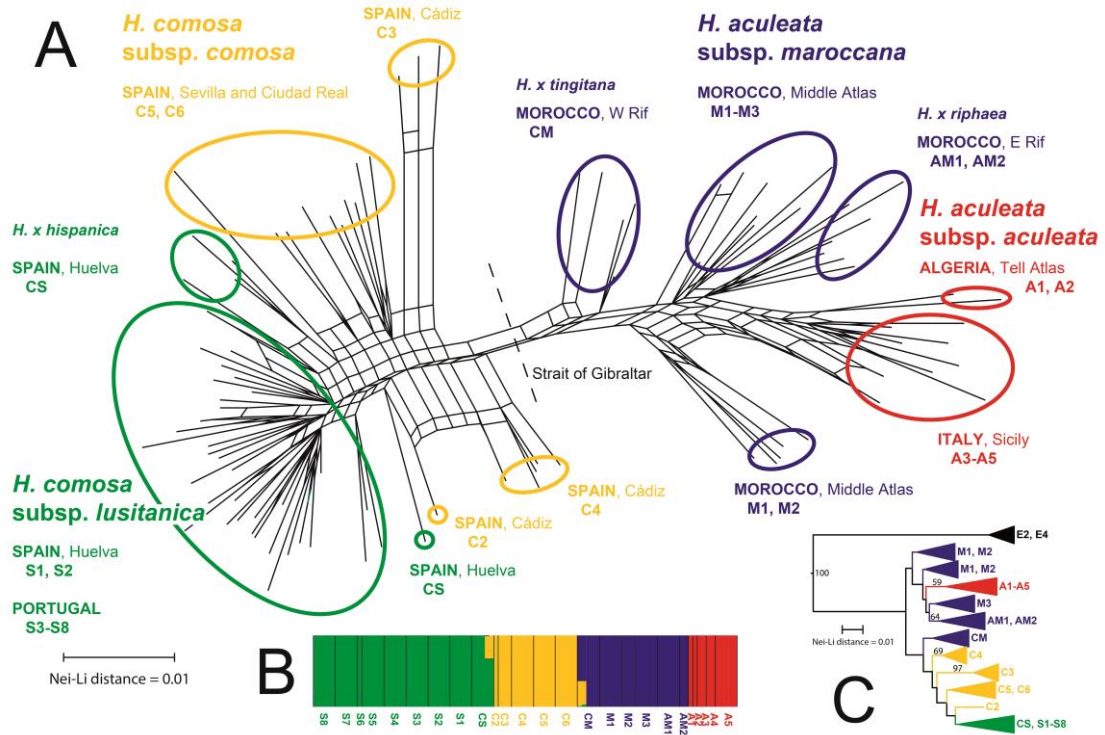 A
H. comosa
subsp. comosa
SPAIN, Sevilla and Ciudad Real
C5, C6
SPAIN, Cádiz
C3
H. x tingitana
MOROCCO, W Rif
CM
H. aculeata
subsp. maroccana
MOROCCO, Middle Atlas
M1-M3
H. x riphaea
MOROCCO, E Rif
AM1, AM2
H. aculeata
subsp. aculeata
ALGERIA, Tell Atlas
A1, A2
H. x hispanica
SPAIN, Huelva
CS
Strait of Gibraltar
ITALY, Sicily
A3-A5
MOROCCO, Middle Atlas
M1, M2
SPAIN, Cádiz
C4
SPAIN, Cádiz
C2
SPAIN, Huelva
CS
H. comosa
subsp. lusitanica
SPAIN, Huelva
S1, S2
PORTUGAL
S3-S8
Nei-Li distance = 0.01
B
S8 S7 S6 S5 S4 S3 S2 S1 CS C2 C3 C4 C5 C6 CM M1 M2 M3 AM1 AM2 A1 A2 A3 A4 A5
C
E2, E4
100
M1, M2
M1, M2
59
A1-A5
M3
64
AM1, AM2
CM
69
C4
97
C3
C5, C6
C2
CS, S1-S8
Nei-Li distance = 0.01